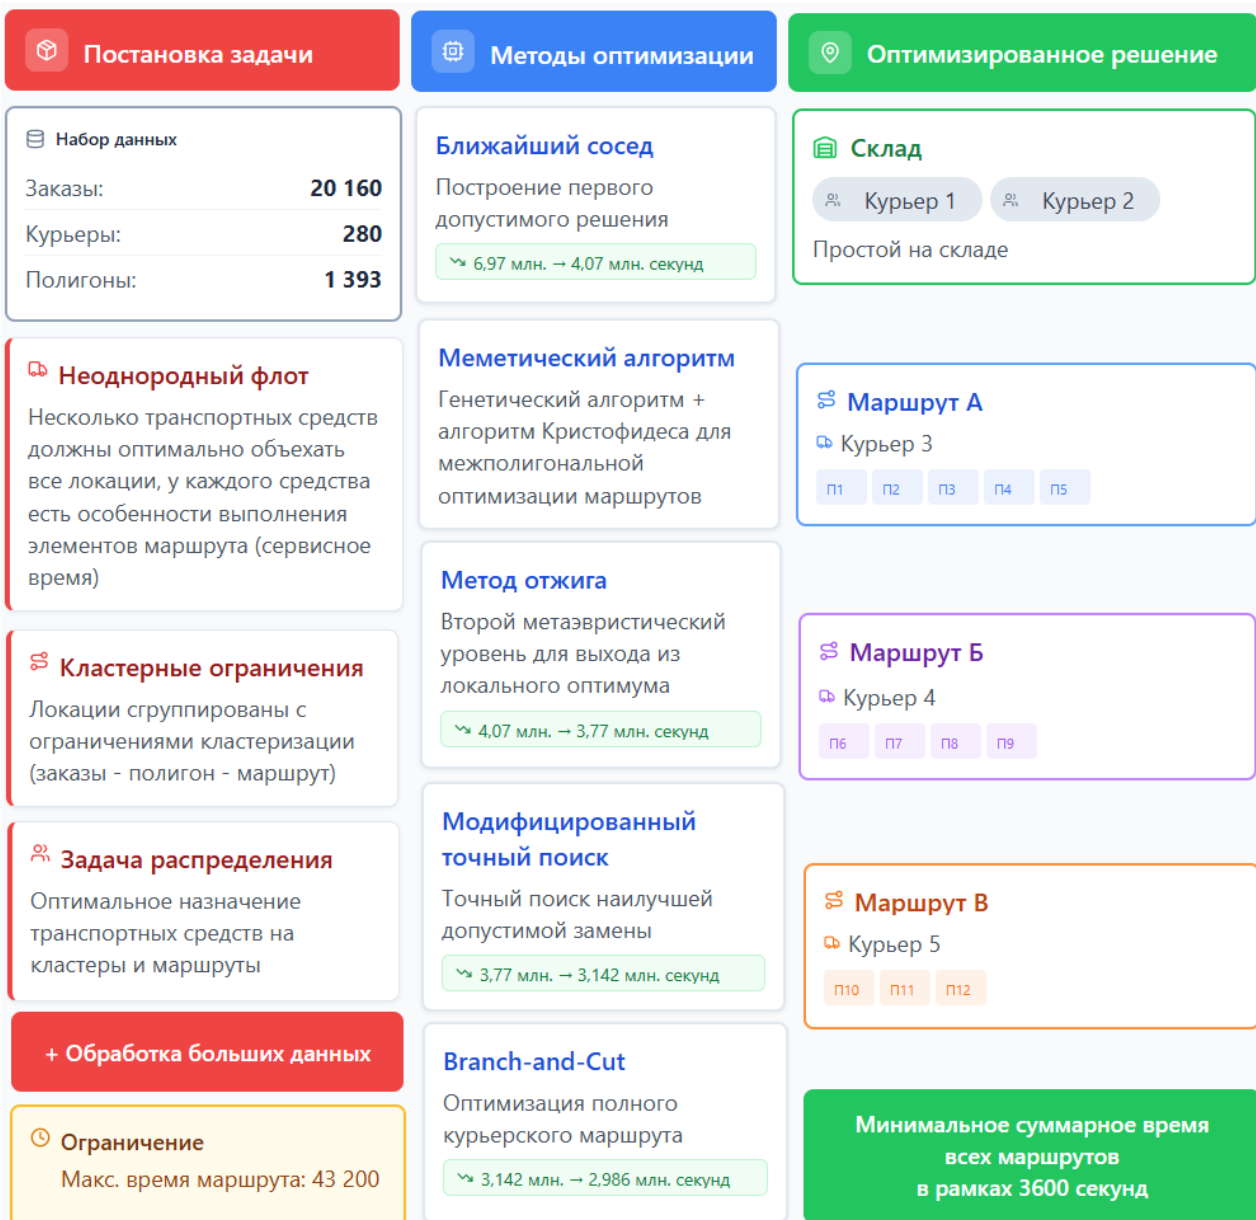 Постановка задачи
Набор данных
Заказы: 20 160
Курьеры: 280
Полигоны: 1 393
Неоднородный флот
Несколько транспортных средств
должны оптимально объехать
все локации, у каждого средства
есть особенности выполнения
элементов маршрута (сервисное
время)
Кластерные ограничения
Локации сгруппированы с
ограничениями кластеризации
(заказы - полигон - маршрут)
Задача распределения
Оптимальное назначение
транспортных средств на
кластеры и маршруты
+ Обработка больших данных
Ограничение
Макс. время маршрута: 43 200
Методы оптимизации
Ближайший сосед
Построение первого
допустимого решения
6,97 млн. → 4,07 млн. секунд
Меметический алгоритм
Генетический алгоритм +
алгоритм Кристофидеса для
межполигональной
оптимизации маршрутов
Метод отжига
Второй метаэвристический
уровень для выхода из
локального оптимума
4,07 млн. → 3,77 млн. секунд
Модифицированный
точный поиск
Точный поиск наилучшей
допустимой замены
3,77 млн. → 3,142 млн. секунд
Branch-and-Cut
Оптимизация полного
курьерского маршрута
3,142 млн. → 2,986 млн. секунд
Оптимизированное решение
Склад
Курьер 1 Курьер 2
Простой на складе
Маршрут А
Курьер 3
П1 П2 П3 П4 П5
Маршрут Б
Курьер 4
П6 П7 П8 П9
Маршрут В
Курьер 5
П10 П11 П12
Минимальное суммарное время
всех маршрутов
в рамках 3600 секунд